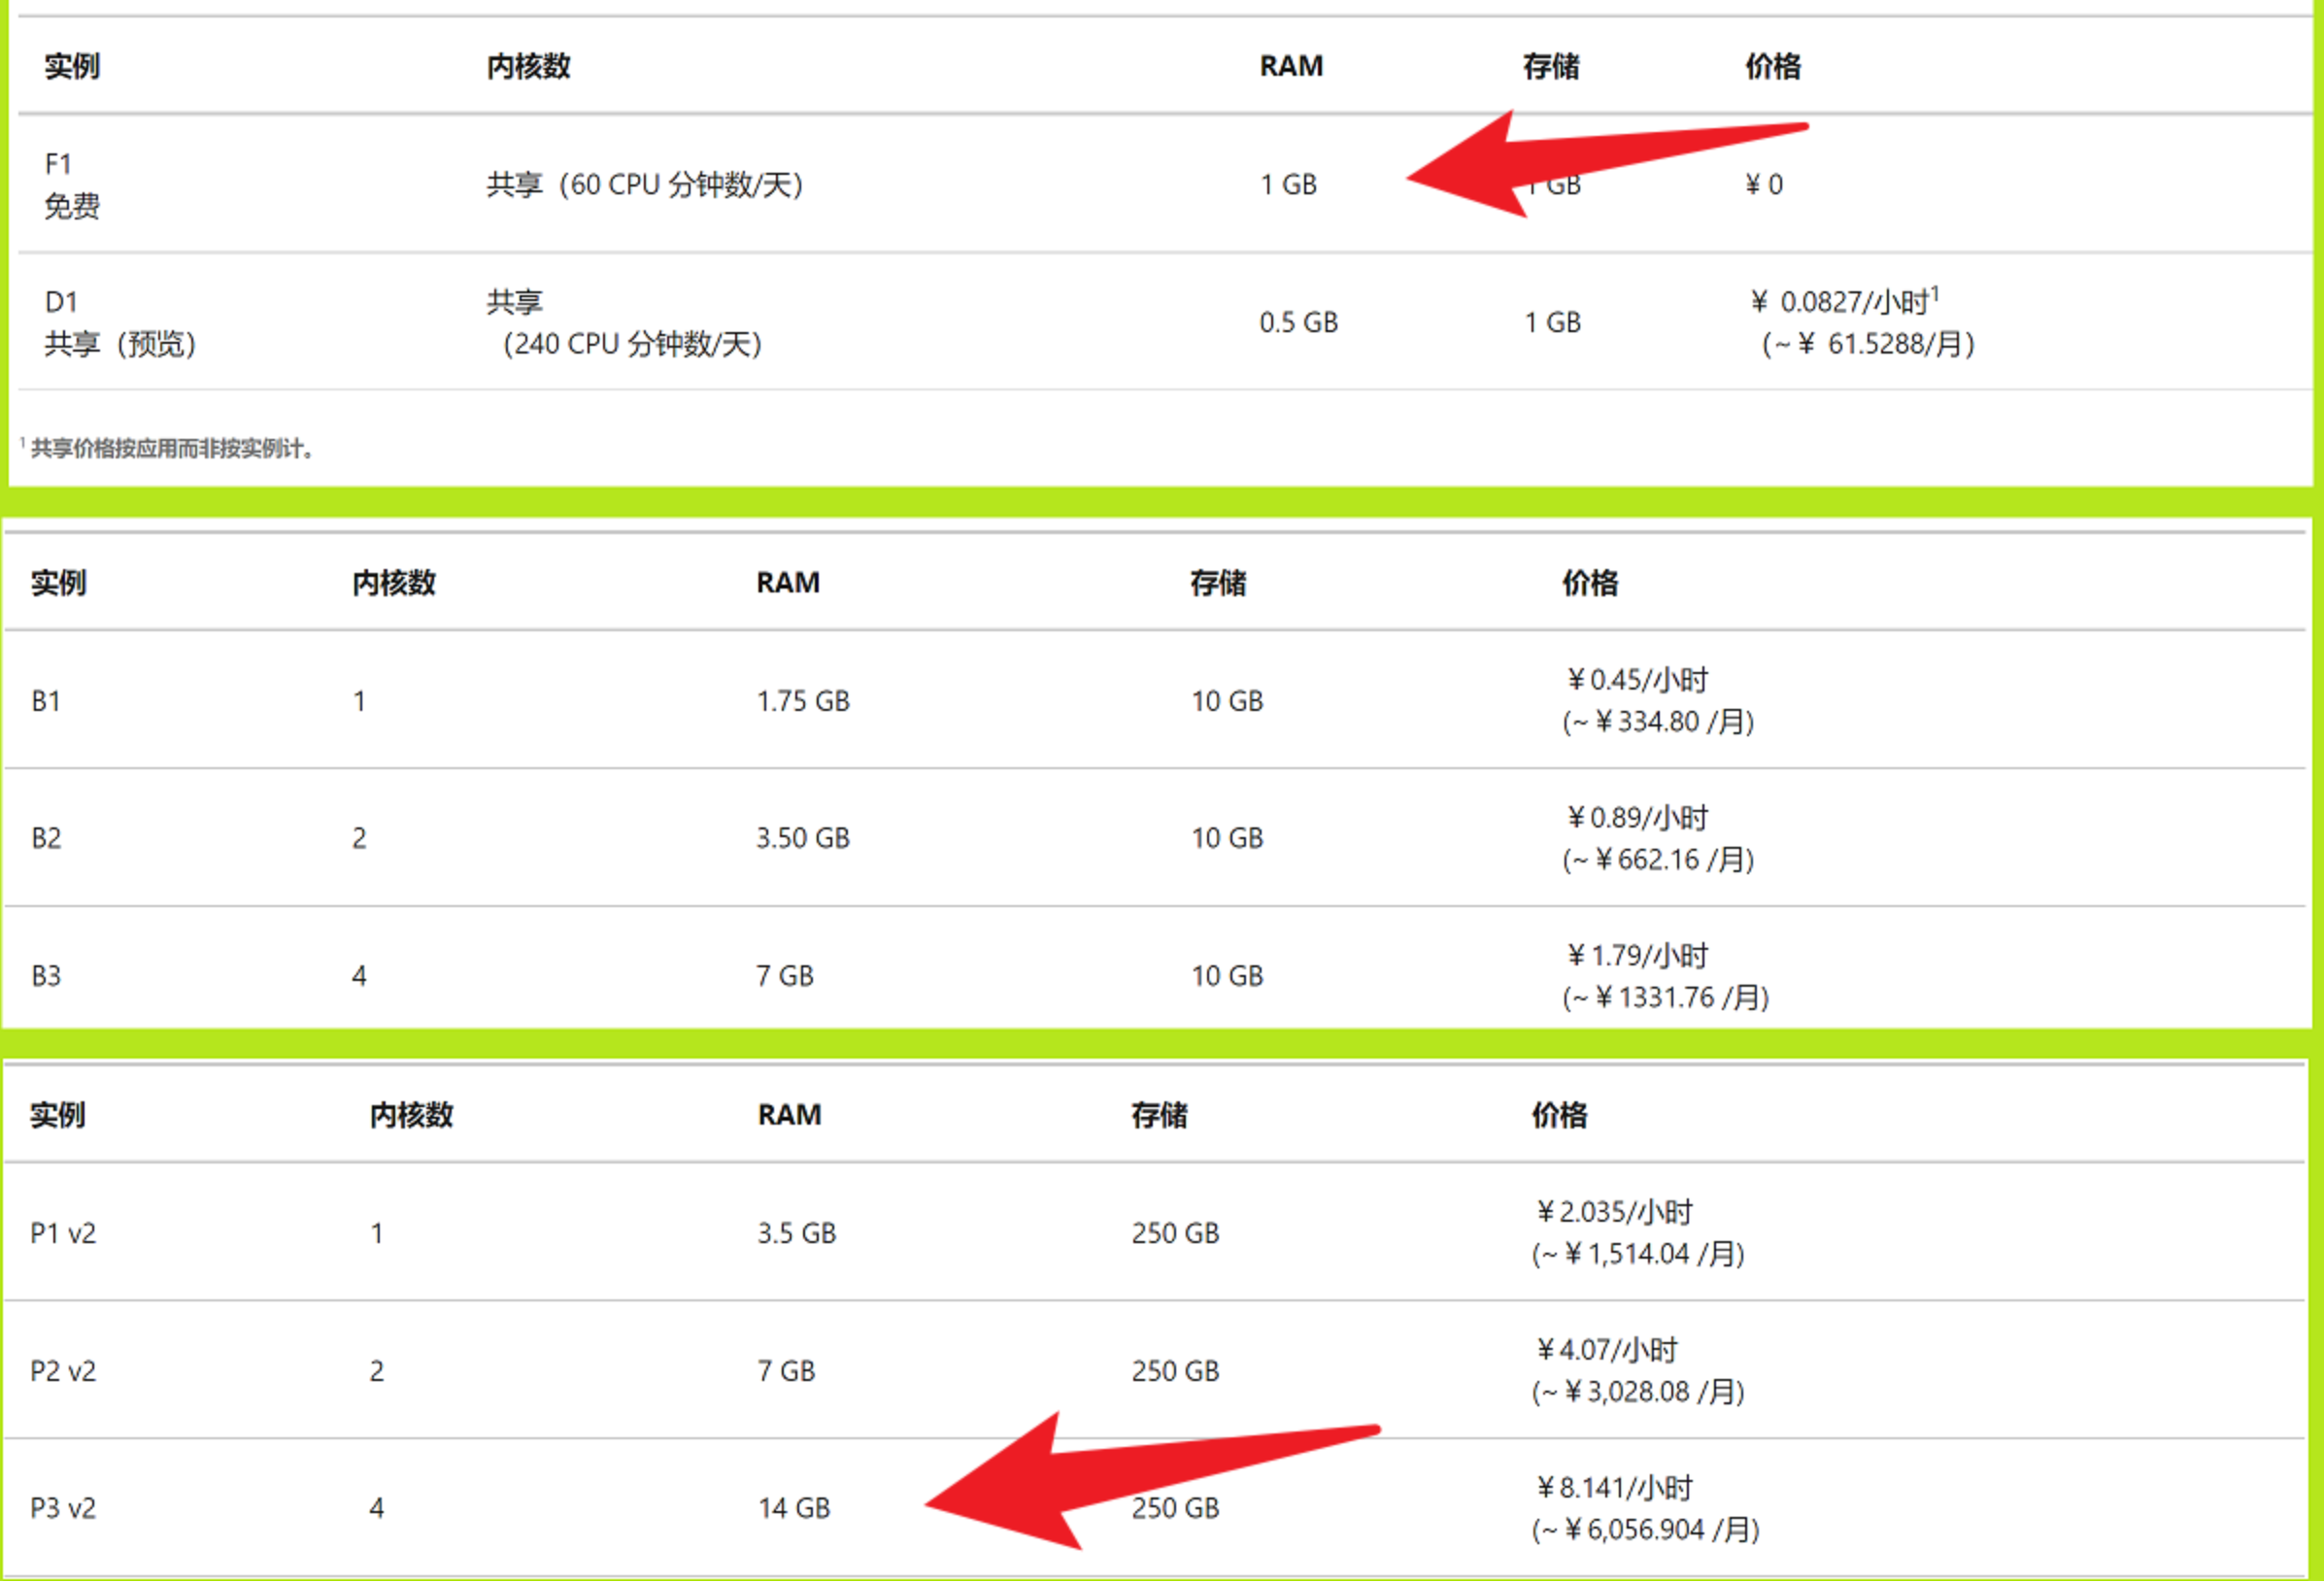 实例 内核数 RAM 存储 价格
F1
免费
共享（60 CPU 分钟数/天） 1 GB 1 GB ¥ 0
D1
共享（预览）
共享
（240 CPU 分钟数/天）
0.5 GB 1 GB
¥ 0.0827/小时1
(~¥ 61.5288/月)
1 共享价格按应用而非按实例计。
实例 内核数 RAM 存储 价格
B1 1 1.75 GB 10 GB
¥0.45/小时
(~¥334.80 /月)
B2 2 3.50 GB 10 GB
¥0.89/小时
(~¥662.16 /月)
B3 4 7 GB 10 GB
¥1.79/小时
(~¥1331.76 /月)
实例 内核数 RAM 存储 价格
P1 v2 1 3.5 GB 250 GB
¥2.035/小时
(~¥1,514.04 /月)
P2 v2 2 7 GB 250 GB
¥4.07/小时
(~¥3,028.08 /月)
P3 v2 4 14 GB 250 GB
¥8.141/小时
(~¥6,056.904 /月)